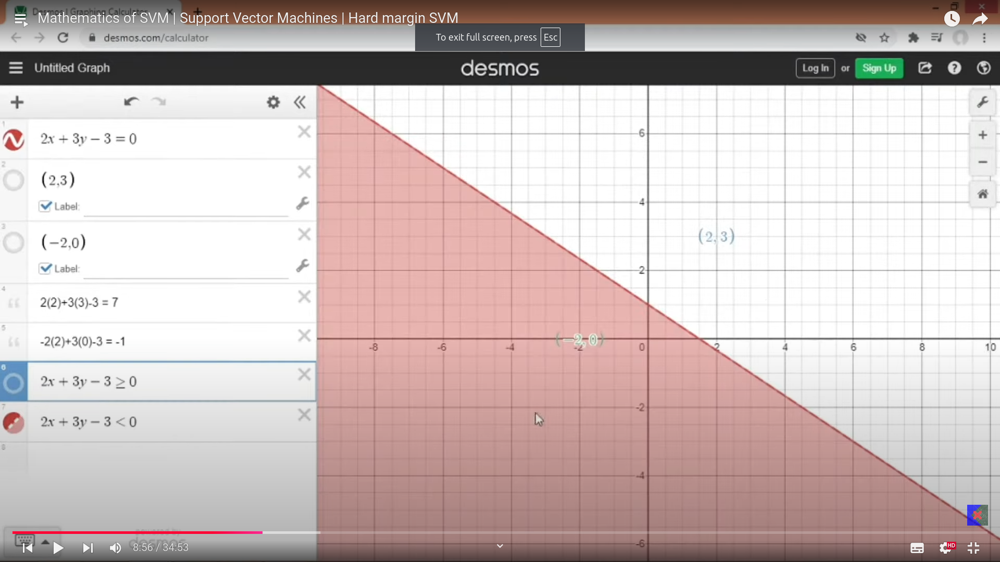 Desmos | Graphing Calculator
Mathematics of SVM | Support Vector Machines | Hard margin SVM
desmos.com/calculator
To exit full screen, press Esc
Untitled Graph
desmos
Log In or Sign Up
1
2x + 3y − 3 = 0
2
(2,3)
Label:
3
(−2,0)
Label:
4
2(2)+3(3)-3 = 7
5
-2(2)+3(0)-3 = -1
6
2x + 3y − 3 ≥ 0
7
2x + 3y − 3 < 0
8
6
4
(2, 3)
2
(−2, 0)
-8 -6 -4 -2 0 2 4 6 8 10
-2
-4
-6
powered by
desmos
8:56 / 34:53
HD